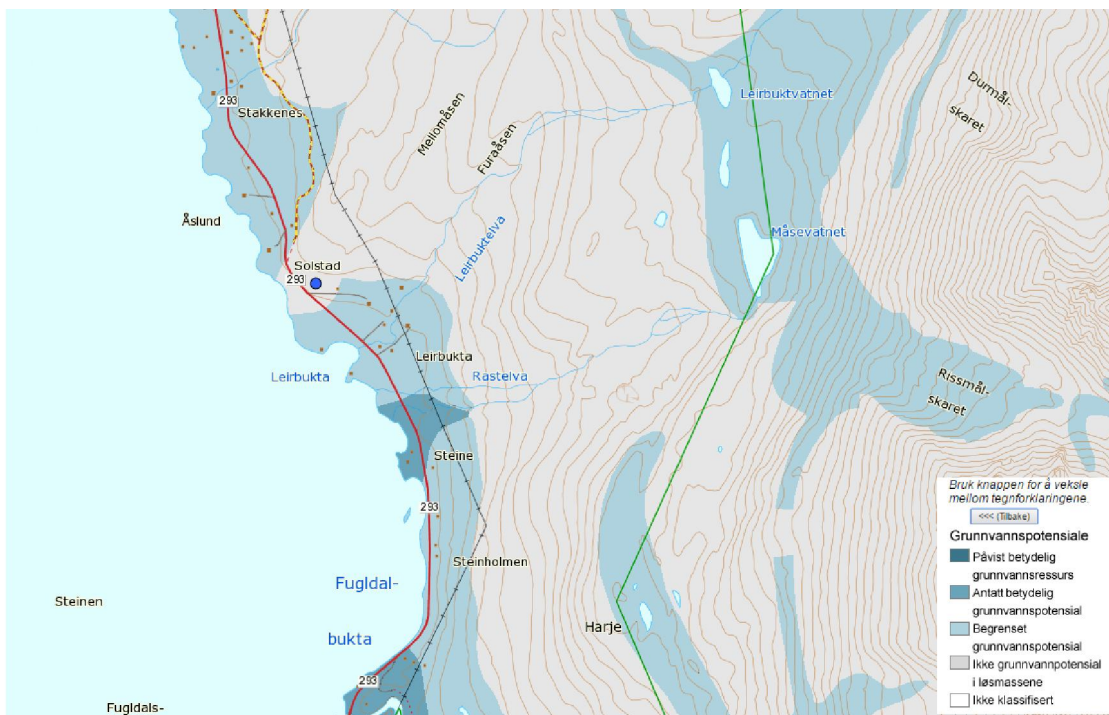 293
Stakkenes
Mellomåsen
Furåsen
Leirbuktvatnet
Durmål-
skaret
Åslund
Leirbuktelva
Måsevatnet
Solstad
293
Leirbukta
Leirbukta
Rastelva
Rissmål-
skaret
Steine
293
Steinholmen
Fugldal-
bukta
Steinen
Harje
293
Fugldals-
Bruk knappen for å veksle
mellom tegnforklaringene.
<<< (Tilbake)
Grunnvannspotensiale
Påvist betydelig
grunnvannsressurs
Antatt betydelig
grunnvannspotensial
Begrenset
grunnvannspotensial
Ikke grunnvannpotensial
i løsmassene
Ikke klassifisert